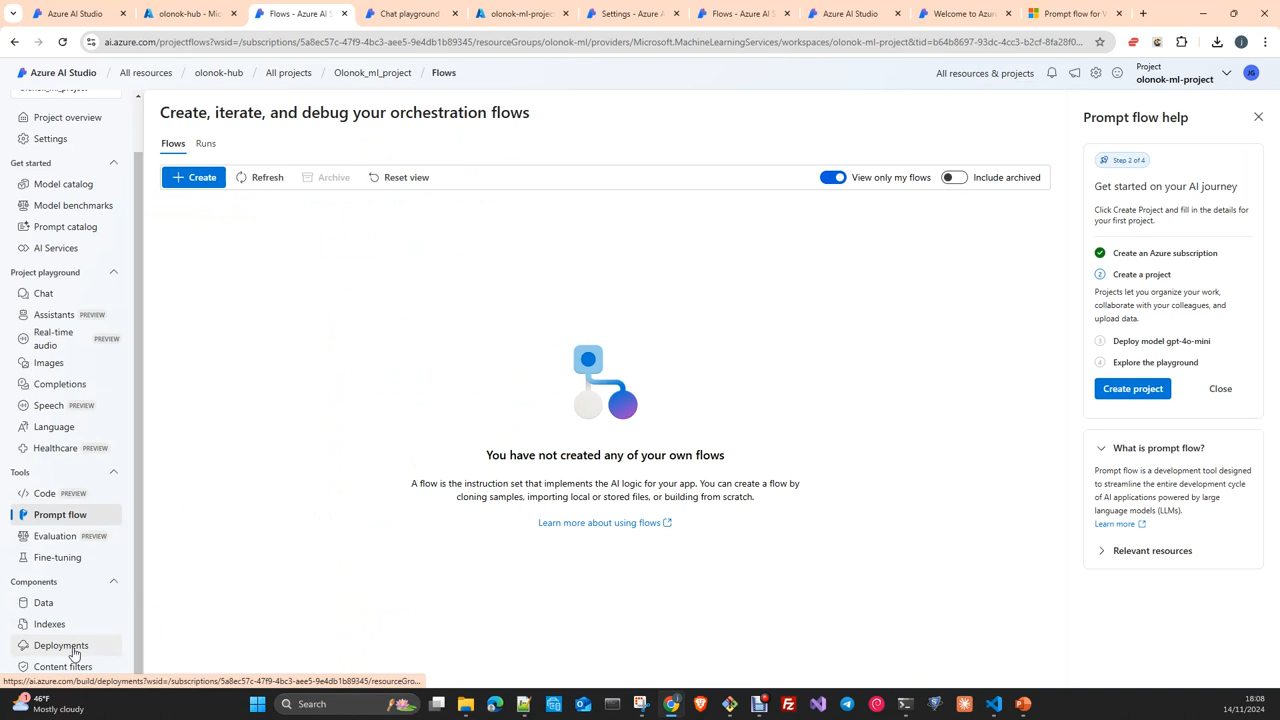 Azure AI Studio
olonok-hub - Mic
Flows - Azure AI S
Chat playground
olonok-ml-projec
Settings - Azure A
Flows - Azure AI S
Azure AI Studio
Welcome to Azure
Prompt flow for V
ai.azure.com/projectflows?wsid=/subscriptions/5a8ec57c-47f9-4bc3-aee5-9e4db1b89345/resourceGroups/olonok-ml/providers/Microsoft.MachineLearningServices/workspaces/olonok-ml-project&tid=b64b8697-93dc-4cc3-b2cf-8fa28f0...
Azure AI Studio / All resources / olonok-hub / All projects / Olonok_ml_project / Flows
All resources & projects
Project
olonok-ml-project
JG
Project overview
Settings
Get started
Model catalog
Model benchmarks
Prompt catalog
AI Services
Project playground
Chat
Assistants PREVIEW
Real-time audio PREVIEW
Images
Completions
Speech PREVIEW
Language
Healthcare PREVIEW
Tools
Code PREVIEW
Prompt flow
Evaluation PREVIEW
Fine-tuning
Components
Data
Indexes
Deployments
Content filters
Create, iterate, and debug your orchestration flows
Flows Runs
Create Refresh Archive Reset view
View only my flows Include archived
You have not created any of your own flows
A flow is the instruction set that implements the AI logic for your app. You can create a flow by
cloning samples, importing local or stored files, or building from scratch.
Learn more about using flows
Prompt flow help
Step 2 of 4
Get started on your AI journey
Click Create Project and fill in the details for
your first project.
Create an Azure subscription
2 Create a project
Projects let you organize your work,
collaborate with your colleagues, and
upload data.
3 Deploy model gpt-4o-mini
4 Explore the playground
Create project Close
What is prompt flow?
Prompt flow is a development tool designed
to streamline the entire development cycle
of AI applications powered by large
language models (LLMs).
Learn more
Relevant resources
https://ai.azure.com/build/deployments?wsid=/subscriptions/5a8ec57c-47f9-4bc3-aee5-9e4db1b89345/resourceGro...
46°F
Mostly cloudy
Search
18:08
14/11/2024